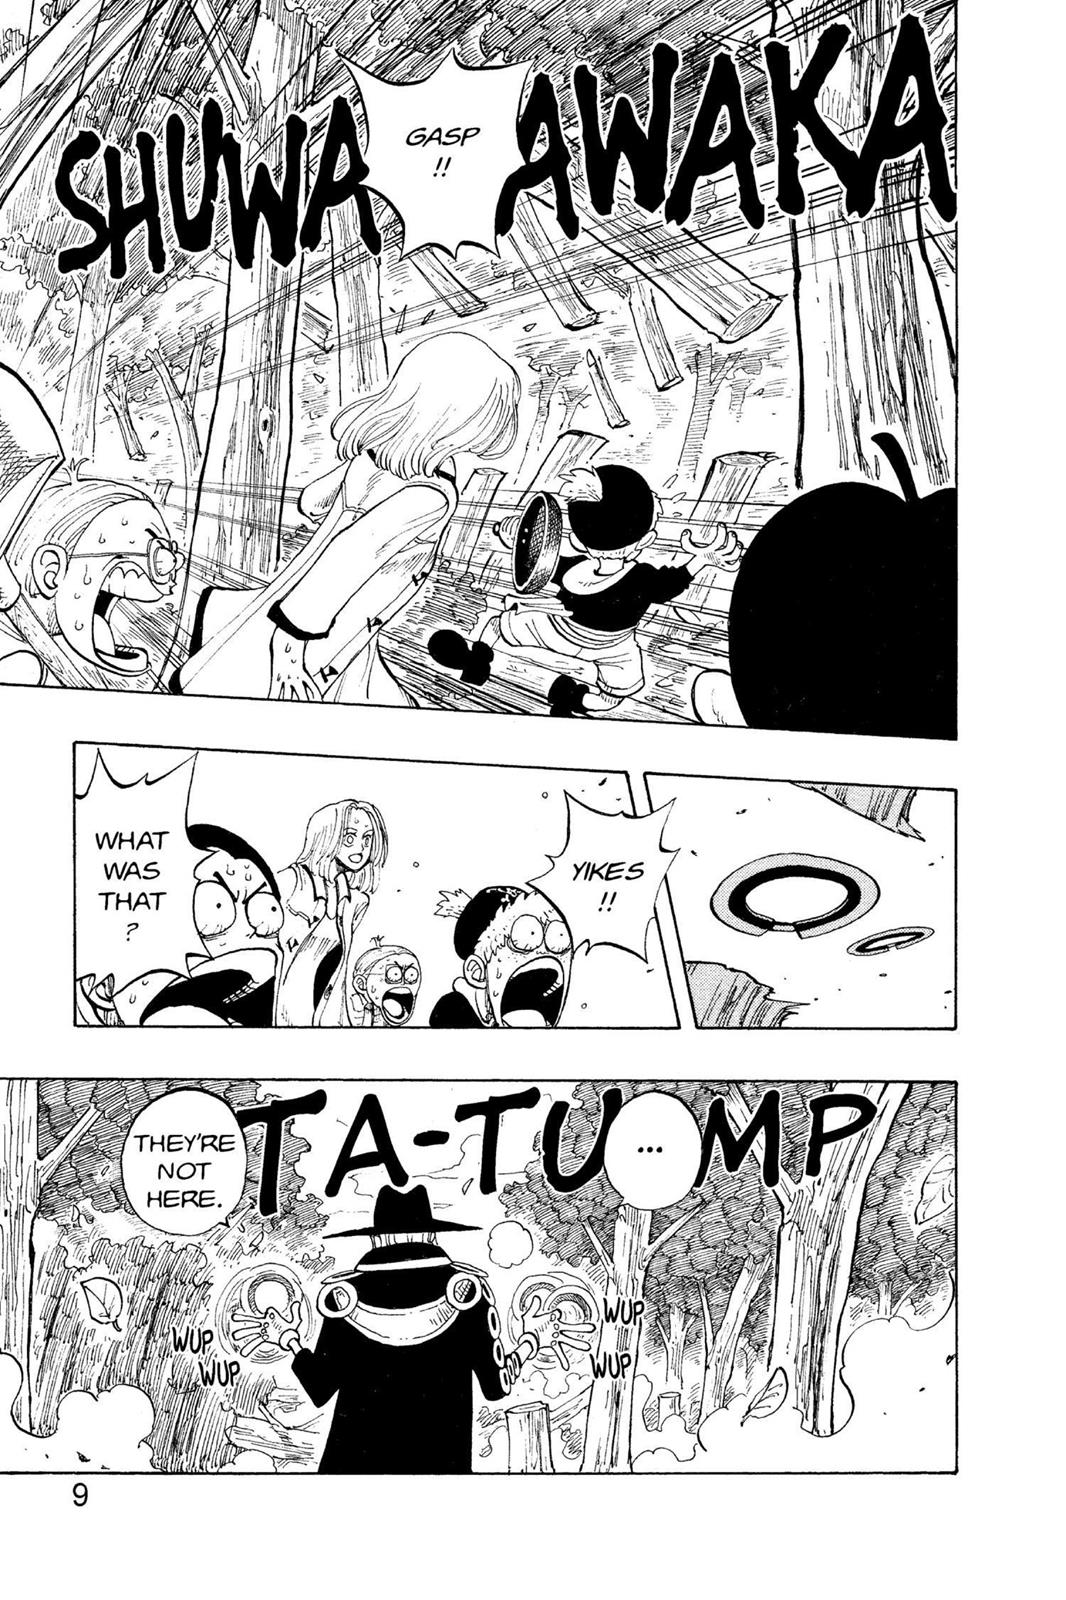 SHUWA AWAKA
GASP
!!
YIKES
!!
WHAT
WAS
THAT
?
TA-TUMP
...
THEY'RE
NOT
HERE.
WUP
WUP
WUP
WUP
9